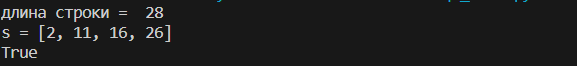 длина строки =  28
s = [2, 11, 16, 26]
True